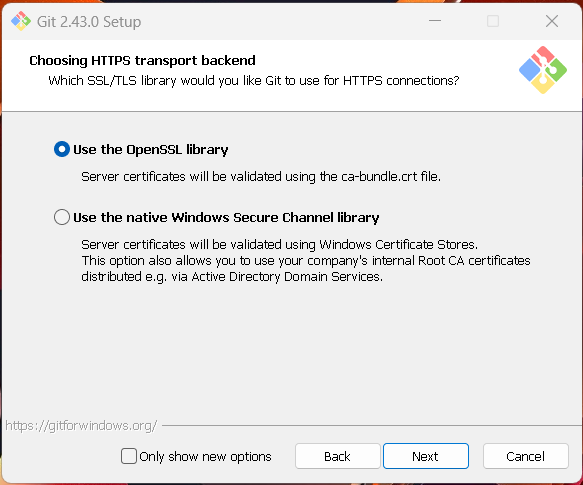 Git 2.43.0 Setup
Choosing HTTPS transport backend
Which SSL/TLS library would you like Git to use for HTTPS connections?
Use the OpenSSL library
Server certificates will be validated using the ca-bundle.crt file.
Use the native Windows Secure Channel library
Server certificates will be validated using Windows Certificate Stores.
This option also allows you to use your company's internal Root CA certificates
distributed e.g. via Active Directory Domain Services.
https://gitforwindows.org/
Only show new options
Back
Next
Cancel